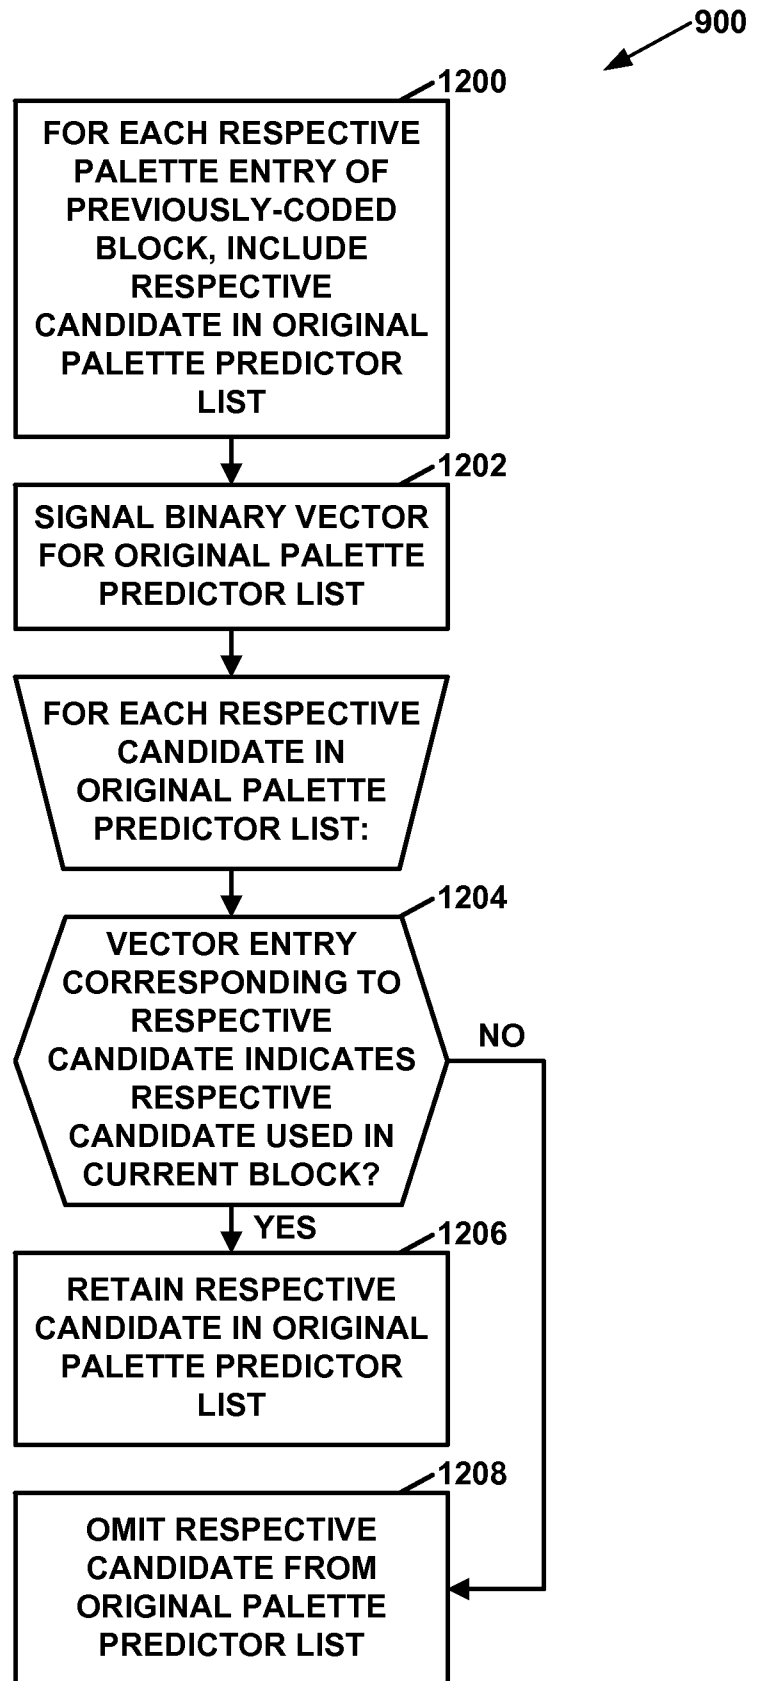 900
1200
FOR EACH RESPECTIVE
PALETTE ENTRY OF
PREVIOUSLY-CODED
BLOCK, INCLUDE
RESPECTIVE
CANDIDATE IN ORIGINAL
PALETTE PREDICTOR
LIST
1202
SIGNAL BINARY VECTOR
FOR ORIGINAL PALETTE
PREDICTOR LIST
FOR EACH RESPECTIVE
CANDIDATE IN
ORIGINAL PALETTE
PREDICTOR LIST:
1204
VECTOR ENTRY
CORRESPONDING TO
RESPECTIVE
CANDIDATE INDICATES
RESPECTIVE
CANDIDATE USED IN
CURRENT BLOCK?
NO
YES
1206
RETAIN RESPECTIVE
CANDIDATE IN ORIGINAL
PALETTE PREDICTOR
LIST
1208
OMIT RESPECTIVE
CANDIDATE FROM
ORIGINAL PALETTE
PREDICTOR LIST